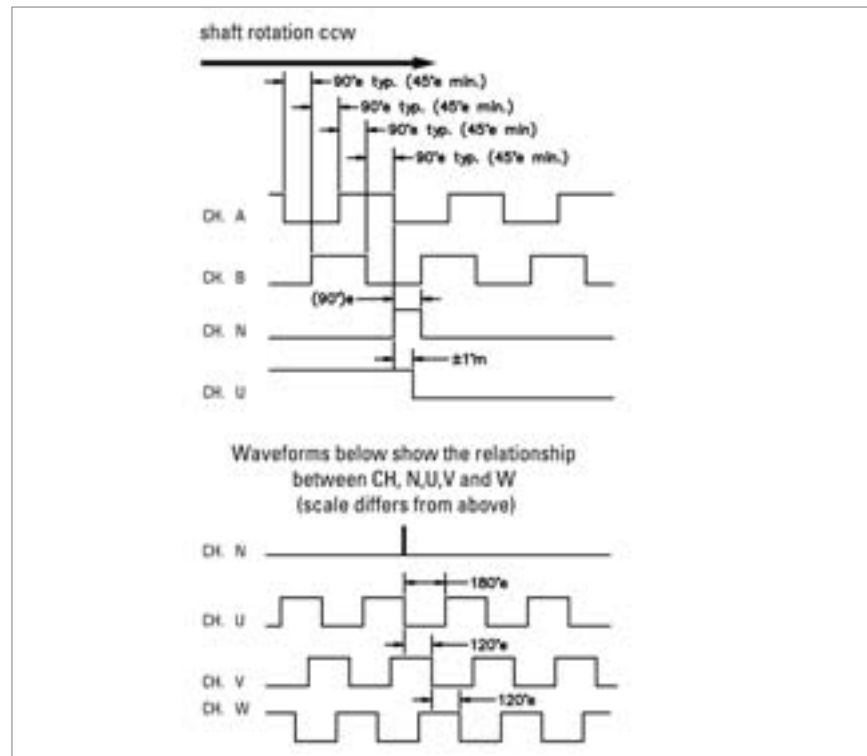 shaft rotation ccw
90°e typ. (45°e min.)
90°e typ. (45°e min.)
90°e typ. (45°e min)
90°e typ. (45°e min.)
CH. A
CH. B
(90°)e
CH. N
±1°m
CH. U
Waveforms below show the relationship
between CH, N,U,V and W
(scale differs from above)
CH. N
180°e
CH. U
120°e
CH. V
120°e
CH. W